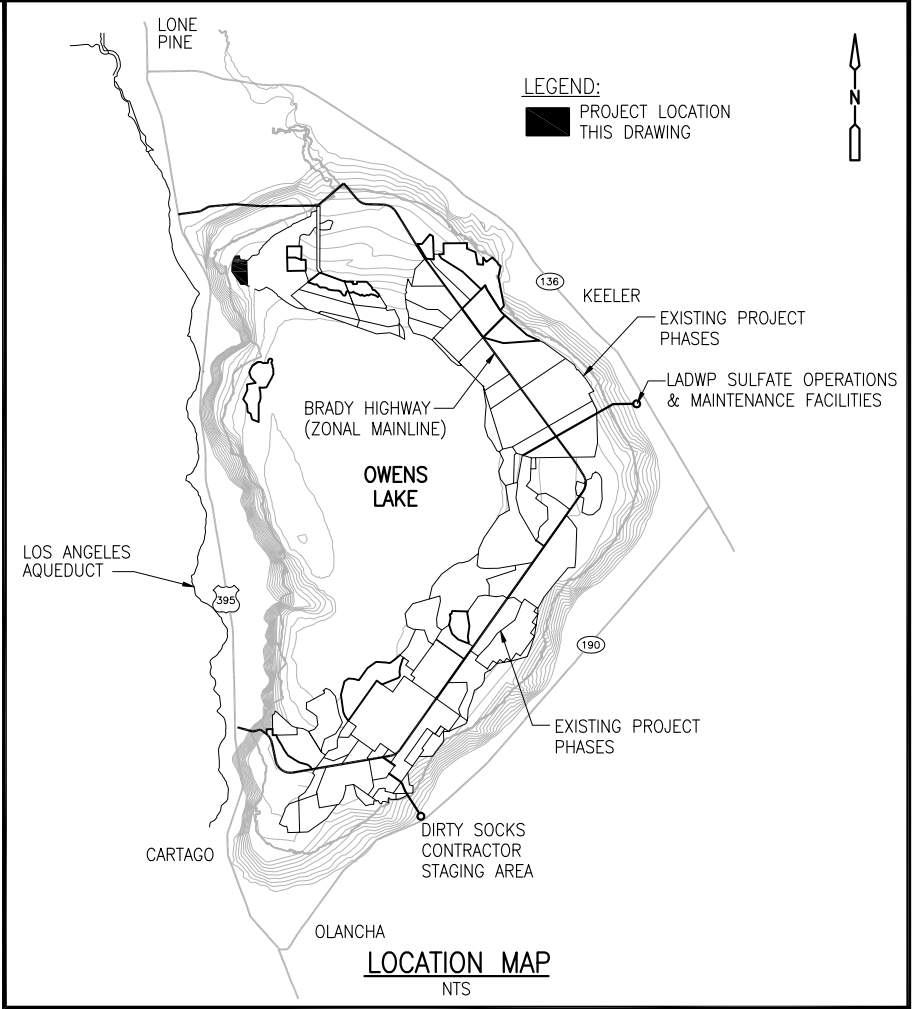 LONE
PINE
LEGEND:
PROJECT LOCATION
THIS DRAWING
N
136
KEELER
EXISTING PROJECT
PHASES
LADWP SULFATE OPERATIONS
& MAINTENANCE FACILITIES
BRADY HIGHWAY
(ZONAL MAINLINE)
OWENS
LAKE
LOS ANGELES
AQUEDUCT
395
190
EXISTING PROJECT
PHASES
DIRTY SOCKS
CONTRACTOR
STAGING AREA
CARTAGO
OLANCHA
LOCATION MAP
NTS